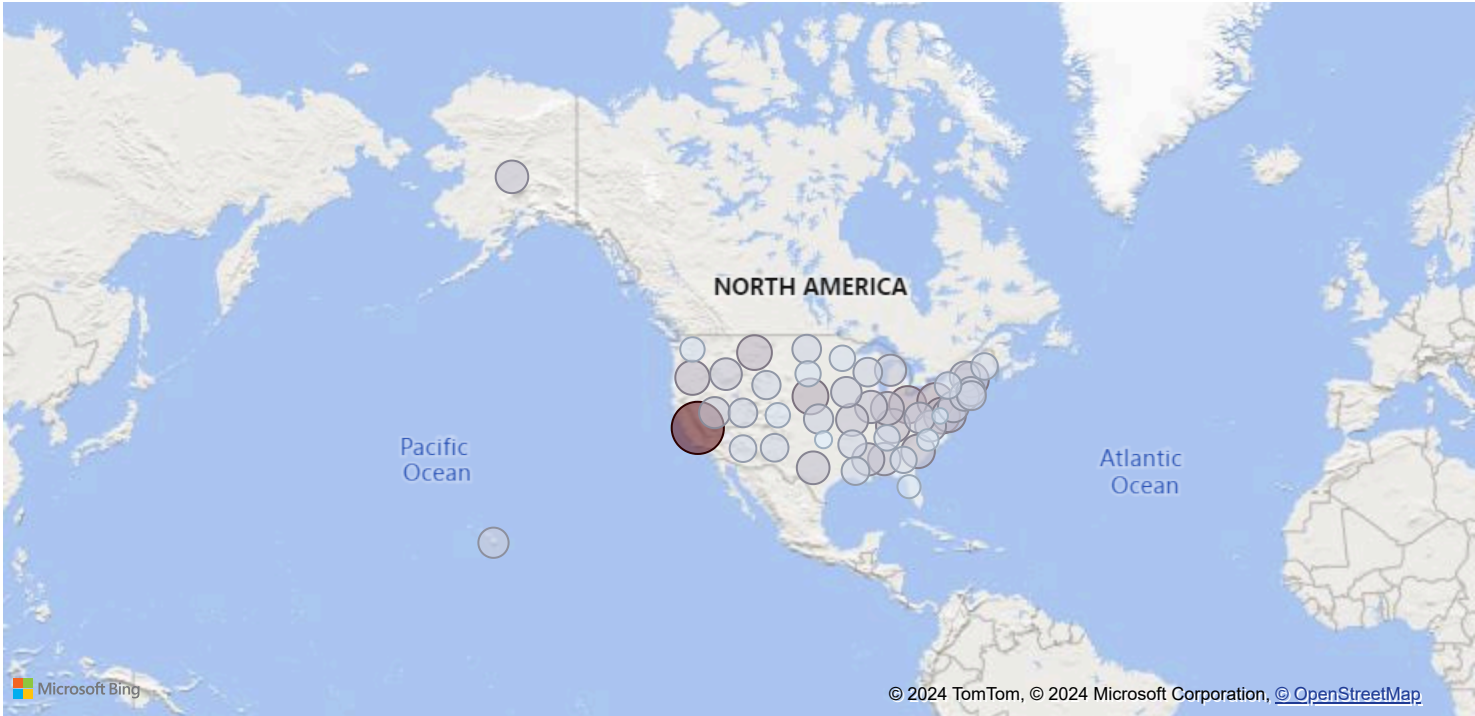 NORTH AMERICA
Pacific
Ocean
Atlantic
Ocean
Microsoft Bing
© 2024 TomTom, © 2024 Microsoft Corporation, © OpenStreetMap